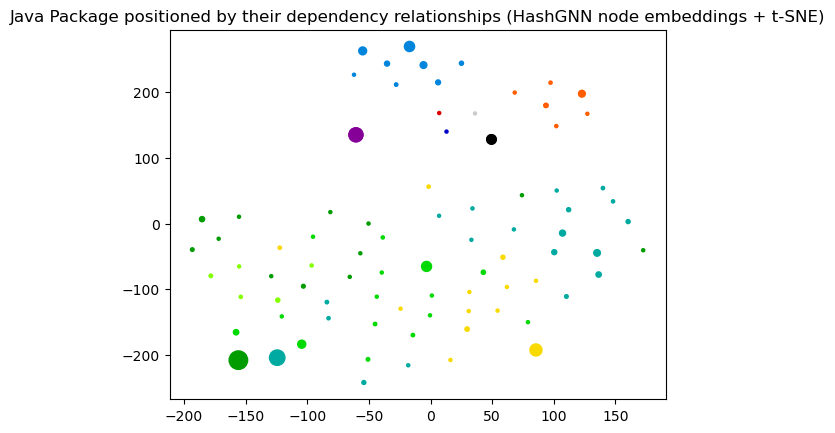 Java Package positioned by their dependency relationships (HashGNN node embeddings + t-SNE)
200
100
0
−100
−200
−200 −150 −100 −50 0 50 100 150